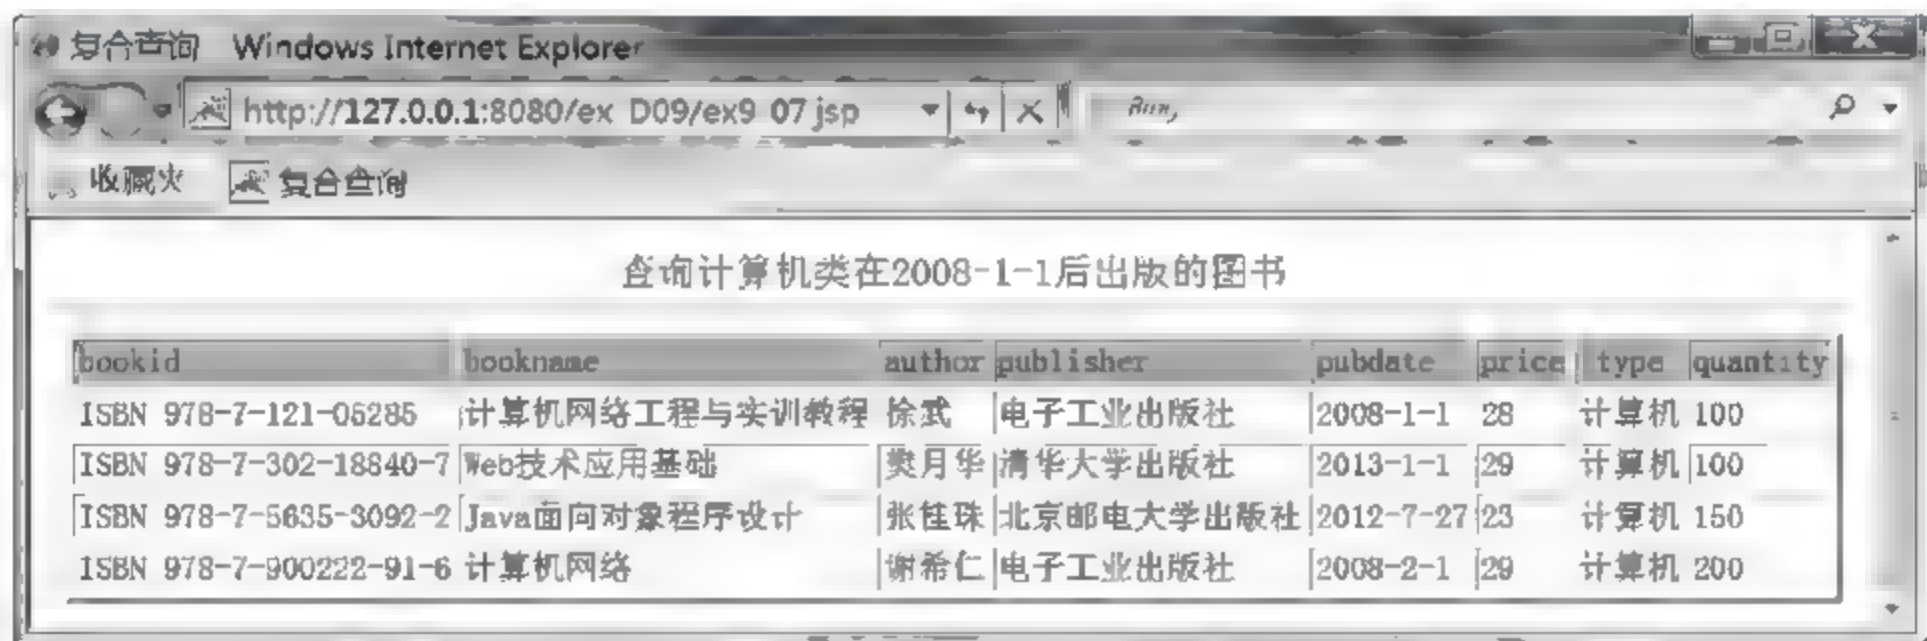 复合查询 Windows Internet Explorer
http://127.0.0.1:8080/ex D09/ex9 07 jsp
收藏夹 复合查询
查询计算机类在2008-1-1后出版的图书
bookid bookname author publisher pubdate price type quantity
ISBN 978-7-121-05285 计算机网络工程与实训教程 徐武 电子工业出版社 2008-1-1 28 计算机 100
ISBN 978-7-302-18840-7 Web技术应用基础 樊月华 清华大学出版社 2013-1-1 29 计算机 100
ISBN 978-7-5635-3092-2 Java面向对象程序设计 张桂珠 北京邮电大学出版社 2012-7-27 23 计算机 150
ISBN 978-7-900222-91-6 计算机网络 谢希仁 电子工业出版社 2008-2-1 29 计算机 200